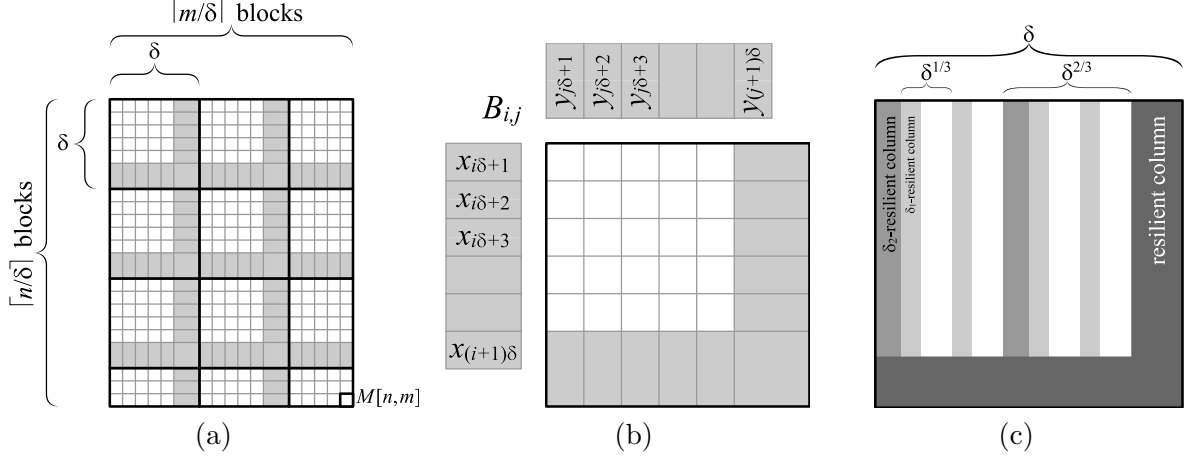 ⌈m/δ⌉ blocks
δ
δ
⌈n/δ⌉ blocks
M[n,m]
(a)
B_{i,j}
y_{jδ+1}
y_{jδ+2}
y_{jδ+3}
y_{(j+1)δ}
x_{iδ+1}
x_{iδ+2}
x_{iδ+3}
x_{(i+1)δ}
(b)
δ
δ^{1/3}
δ^{2/3}
δ_2-resilient column
δ_1-resilient column
resilient column
(c)